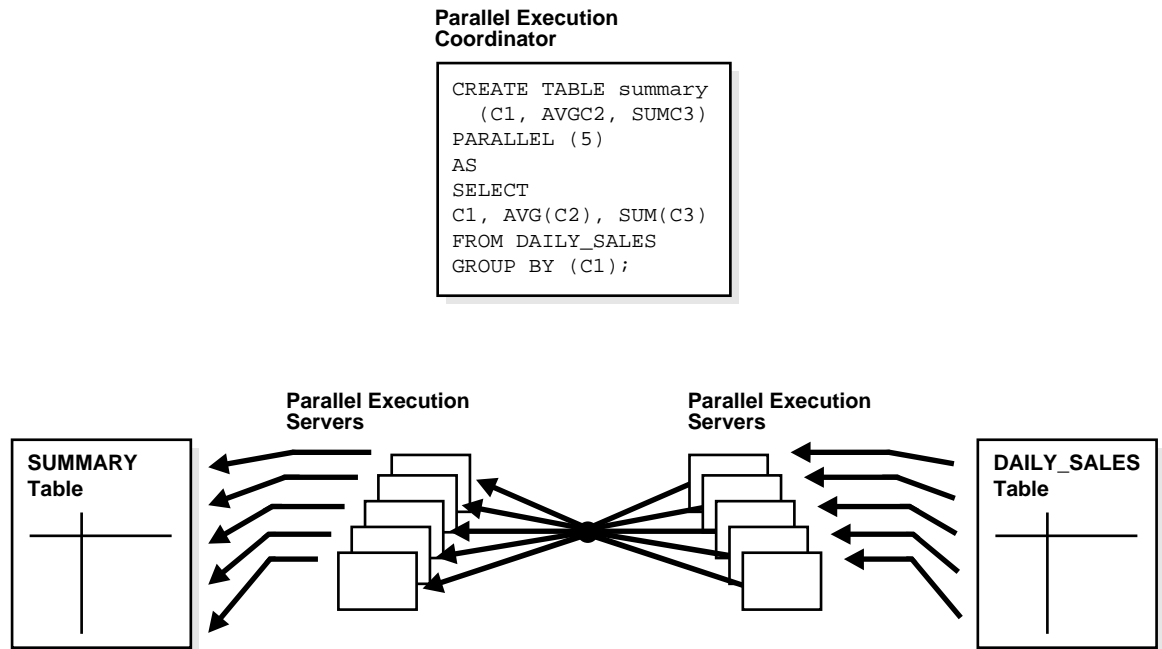 Parallel Execution
Coordinator
CREATE TABLE summary
(C1, AVGC2, SUMC3)
PARALLEL (5)
AS
SELECT
C1, AVG(C2), SUM(C3)
FROM DAILY_SALES
GROUP BY (C1);
Parallel Execution
Servers
Parallel Execution
Servers
SUMMARY
Table
DAILY_SALES
Table